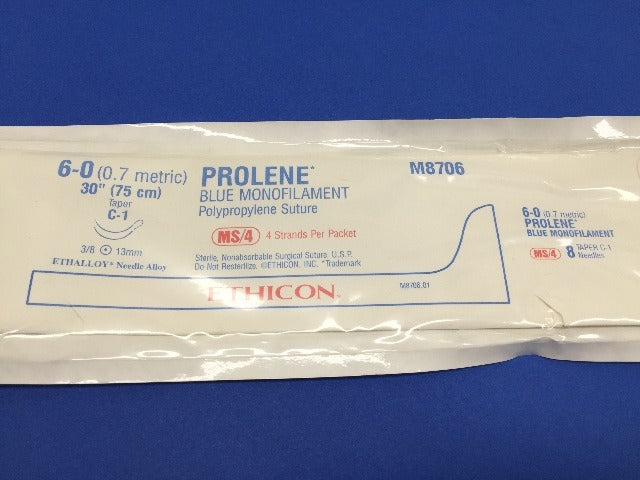 6-0 (0.7 metric)
30" (75 cm)
Taper
C-1
3/8 13mm
ETHALLOY* Needle Alloy
PROLENE*
BLUE MONOFILAMENT
Polypropylene Suture
MS/4 4 Strands Per Packet
Sterile, Nonabsorbable Surgical Suture, U.S.P.
Do Not Resterilize. ©ETHICON, INC. *Trademark
ETHICON
M8706.01
M8706
6-0 (0.7 metric)
PROLENE*
BLUE MONOFILAMENT
MS/4 8 TAPER C-1
Needles